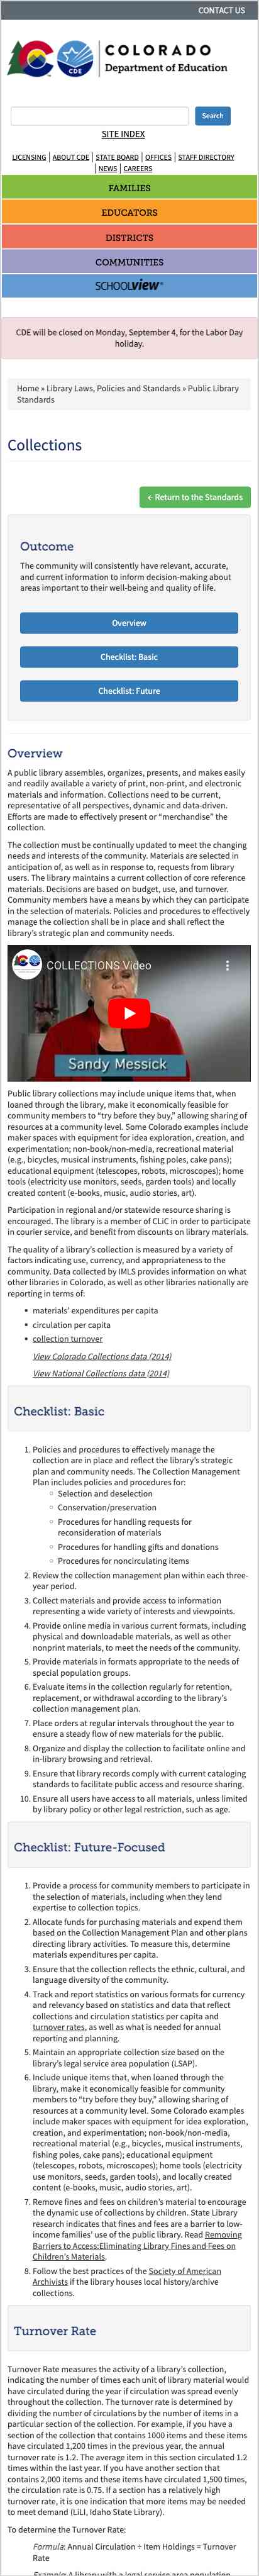 CONTACT US
COLORADO
Department of Education
CDE
Search
SITE INDEX
LICENSING | ABOUT CDE | STATE BOARD | OFFICES | STAFF DIRECTORY
| NEWS | CAREERS
FAMILIES
EDUCATORS
DISTRICTS
COMMUNITIES
SCHOOLVIEW®
CDE will be closed on Monday, September 4, for the Labor Day
holiday.
Home » Library Laws, Policies and Standards » Public Library
Standards
Collections
← Return to the Standards
Outcome
The community will consistently have relevant, accurate,
and current information to inform decision-making about
areas important to their well-being and quality of life.
Overview
Checklist: Basic
Checklist: Future
Overview
A public library assembles, organizes, presents, and makes easily
and readily available a variety of print, non-print, and electronic
materials and information. Collections need to be current,
representative of all perspectives, dynamic and data-driven.
Efforts are made to effectively present or “merchandise” the
collection.
The collection must be continually updated to meet the changing
needs and interests of the community. Materials are selected in
anticipation of, as well as in response to, requests from library
users. The library maintains a current collection of core reference
materials. Decisions are based on budget, use, and turnover.
Community members have a means by which they can participate
in the selection of materials. Policies and procedures to effectively
manage the collection shall be in place and shall reflect the
library’s strategic plan and community needs.
COLLECTIONS Video
Sandy Messick
Public library collections may include unique items that, when
loaned through the library, make it economically feasible for
community members to “try before they buy,” allowing sharing of
resources at a community level. Some Colorado examples include
maker spaces with equipment for idea exploration, creation, and
experimentation; non-book/non-media, recreational material
(e.g., bicycles, musical instruments, fishing poles, cake pans);
educational equipment (telescopes, robots, microscopes); home
tools (electricity use monitors, seeds, garden tools) and locally
created content (e-books, music, audio stories, art).
Participation in regional and/or statewide resource sharing is
encouraged. The library is a member of CLiC in order to participate
in courier service, and benefit from discounts on library materials.
The quality of a library’s collection is measured by a variety of
factors indicating use, currency, and appropriateness to the
community. Data collected by IMLS provides information on what
other libraries in Colorado, as well as other libraries nationally are
reporting in terms of:
• materials’ expenditures per capita
• circulation per capita
• collection turnover
View Colorado Collections data (2014)
View National Collections data (2014)
Checklist: Basic
1. Policies and procedures to effectively manage the
collection are in place and reflect the library’s strategic
plan and community needs. The Collection Management
Plan includes policies and procedures for:
◦ Selection and deselection
◦ Conservation/preservation
◦ Procedures for handling requests for
reconsideration of materials
◦ Procedures for handling gifts and donations
◦ Procedures for noncirculating items
2. Review the collection management plan within each three-
year period.
3. Collect materials and provide access to information
representing a wide variety of interests and viewpoints.
4. Provide online media in various current formats, including
physical and downloadable materials, as well as other
nonprint materials, to meet the needs of the community.
5. Provide materials in formats appropriate to the needs of
special population groups.
6. Evaluate items in the collection regularly for retention,
replacement, or withdrawal according to the library’s
collection management plan.
7. Place orders at regular intervals throughout the year to
ensure a steady flow of new materials for the public.
8. Organize and display the collection to facilitate online and
in-library browsing and retrieval.
9. Ensure that library records comply with current cataloging
standards to facilitate public access and resource sharing.
10. Ensure all users have access to all materials, unless limited
by library policy or other legal restriction, such as age.
Checklist: Future-Focused
1. Provide a process for community members to participate in
the selection of materials, including when they lend
expertise to collection topics.
2. Allocate funds for purchasing materials and expend them
based on the Collection Management Plan and other plans
directing library activities. To measure this, determine
materials expenditures per capita.
3. Ensure that the collection reflects the ethnic, cultural, and
language diversity of the community.
4. Track and report statistics on various formats for currency
and relevancy based on statistics and data that reflect
collections and circulation statistics per capita and
turnover rates, as well as what is needed for annual
reporting and planning.
5. Maintain an appropriate collection size based on the
library’s legal service area population (LSAP).
6. Include unique items that, when loaned through the
library, make it economically feasible for community
members to “try before they buy,” allowing sharing of
resources at a community level. Some Colorado examples
include maker spaces with equipment for idea exploration,
creation, and experimentation; non-book/non-media,
recreational material (e.g., bicycles, musical instruments,
fishing poles, cake pans); educational equipment
(telescopes, robots, microscopes); home tools (electricity
use monitors, seeds, garden tools), and locally created
content (e-books, music, audio stories, art).
7. Remove fines and fees on children’s material to encourage
the dynamic use of collections by children. State Library
research indicates that fines and fees are a barrier to low-
income families’ use of the public library. Read Removing
Barriers to Access:Eliminating Library Fines and Fees on
Children’s Materials.
8. Follow the best practices of the Society of American
Archivists if the library houses local history/archive
collections.
Turnover Rate
Turnover Rate measures the activity of a library’s collection,
indicating the number of times each unit of library material would
have circulated during the year if circulation was spread evenly
throughout the collection. The turnover rate is determined by
dividing the number of circulations by the number of items in a
particular section of the collection. For example, if you have a
section of the collection that contains 1000 items and these items
have circulated 1,200 times in the previous year, the annual
turnover rate is 1.2. The average item in this section circulated 1.2
times within the last year. If you have another section that
contains 2,000 items and these items have circulated 1,500 times,
the circulation rate is 0.75. If a section has a relatively high
turnover rate, it is one indication that more items may be needed
to meet demand (LiLI, Idaho State Library).
To determine the Turnover Rate:
Formula: Annual Circulation ÷ Item Holdings = Turnover
Rate
Example: A library with a legal service area population